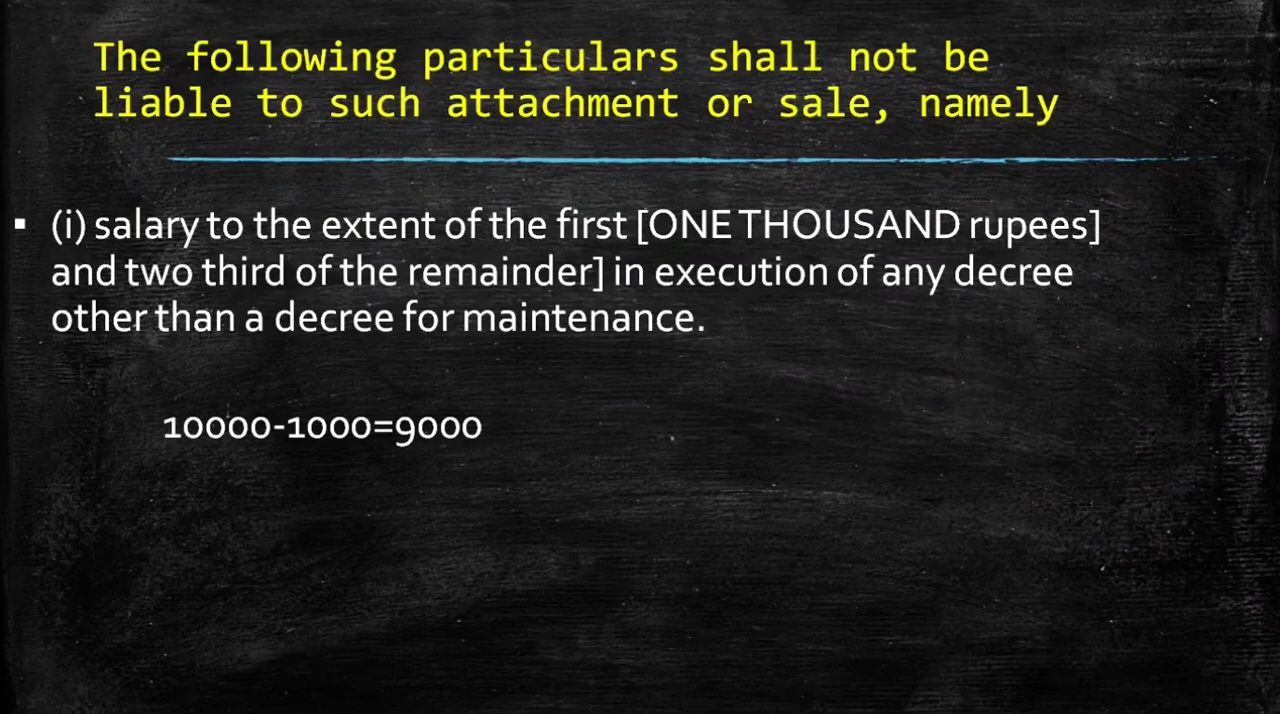 The following particulars shall not be
liable to such attachment or sale, namely
▪ (i) salary to the extent of the first [ONE THOUSAND rupees]
and two third of the remainder] in execution of any decree
other than a decree for maintenance.
10000-1000=9000